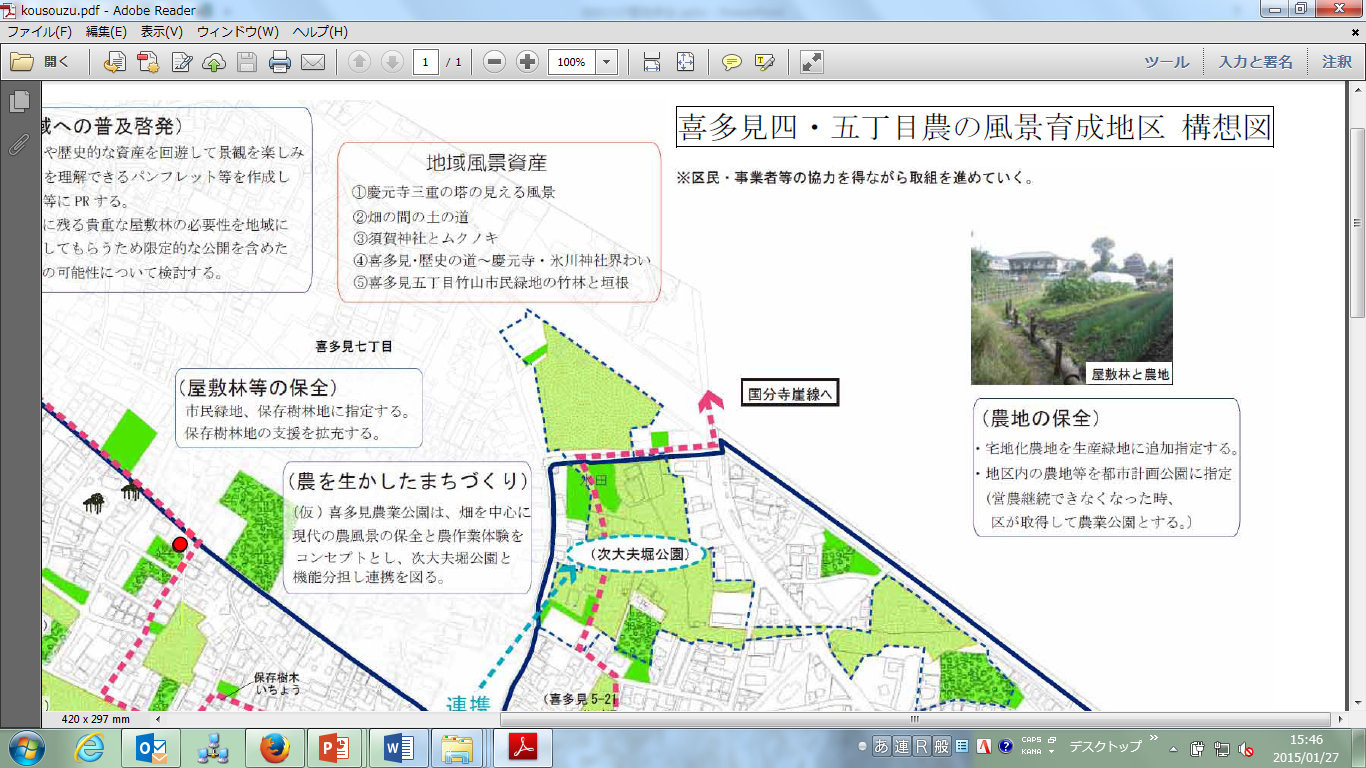 kousouzu.pdf - Adobe Reader
ファイル(F) 編集(E) 表示(V) ウィンドウ(W) ヘルプ(H)
開く 1 / 1 100% ツール 入力と署名 注釈
域への普及啓発）
や歴史的な資産を回遊して景観を楽しみ
を理解できるパンフレット等を作成し
等にPRする。
に残る貴重な屋敷林の必要性を地域に
してもらうため限定的な公開を含めた
の可能性について検討する。
地域風景資産
①慶元寺三重の塔の見える風景
②畑の間の土の道
③須賀神社とムクノキ
④喜多見・歴史の道～慶元寺・氷川神社界わい
⑤喜多見五丁目竹山市民緑地の竹林と垣根
喜多見四・五丁目農の風景育成地区 構想図
※区民・事業者等の協力を得ながら取組を進めていく。
屋敷林と農地
喜多見七丁目
（屋敷林等の保全）
市民緑地、保存樹林地に指定する。
保存樹林地の支援を拡充する。
国分寺崖線へ
（農地の保全）
・宅地化農地を生産緑地に追加指定する。
・地区内の農地等を都市計画公園に指定
（営農継続できなくなった時、
区が取得して農業公園とする。）
（農を生かしたまちづくり）
（仮）喜多見農業公園は、畑を中心に
現代の農風景の保全と農作業体験を
コンセプトとし、次大夫堀公園と
機能分担し連携を図る。
水田
（次大夫堀公園）
保存樹木
いちょう
連携
（喜多見5-21
420 x 297 mm
あ 連 R 般 CAPS KANA デスクトップ 15:46
2015/01/27